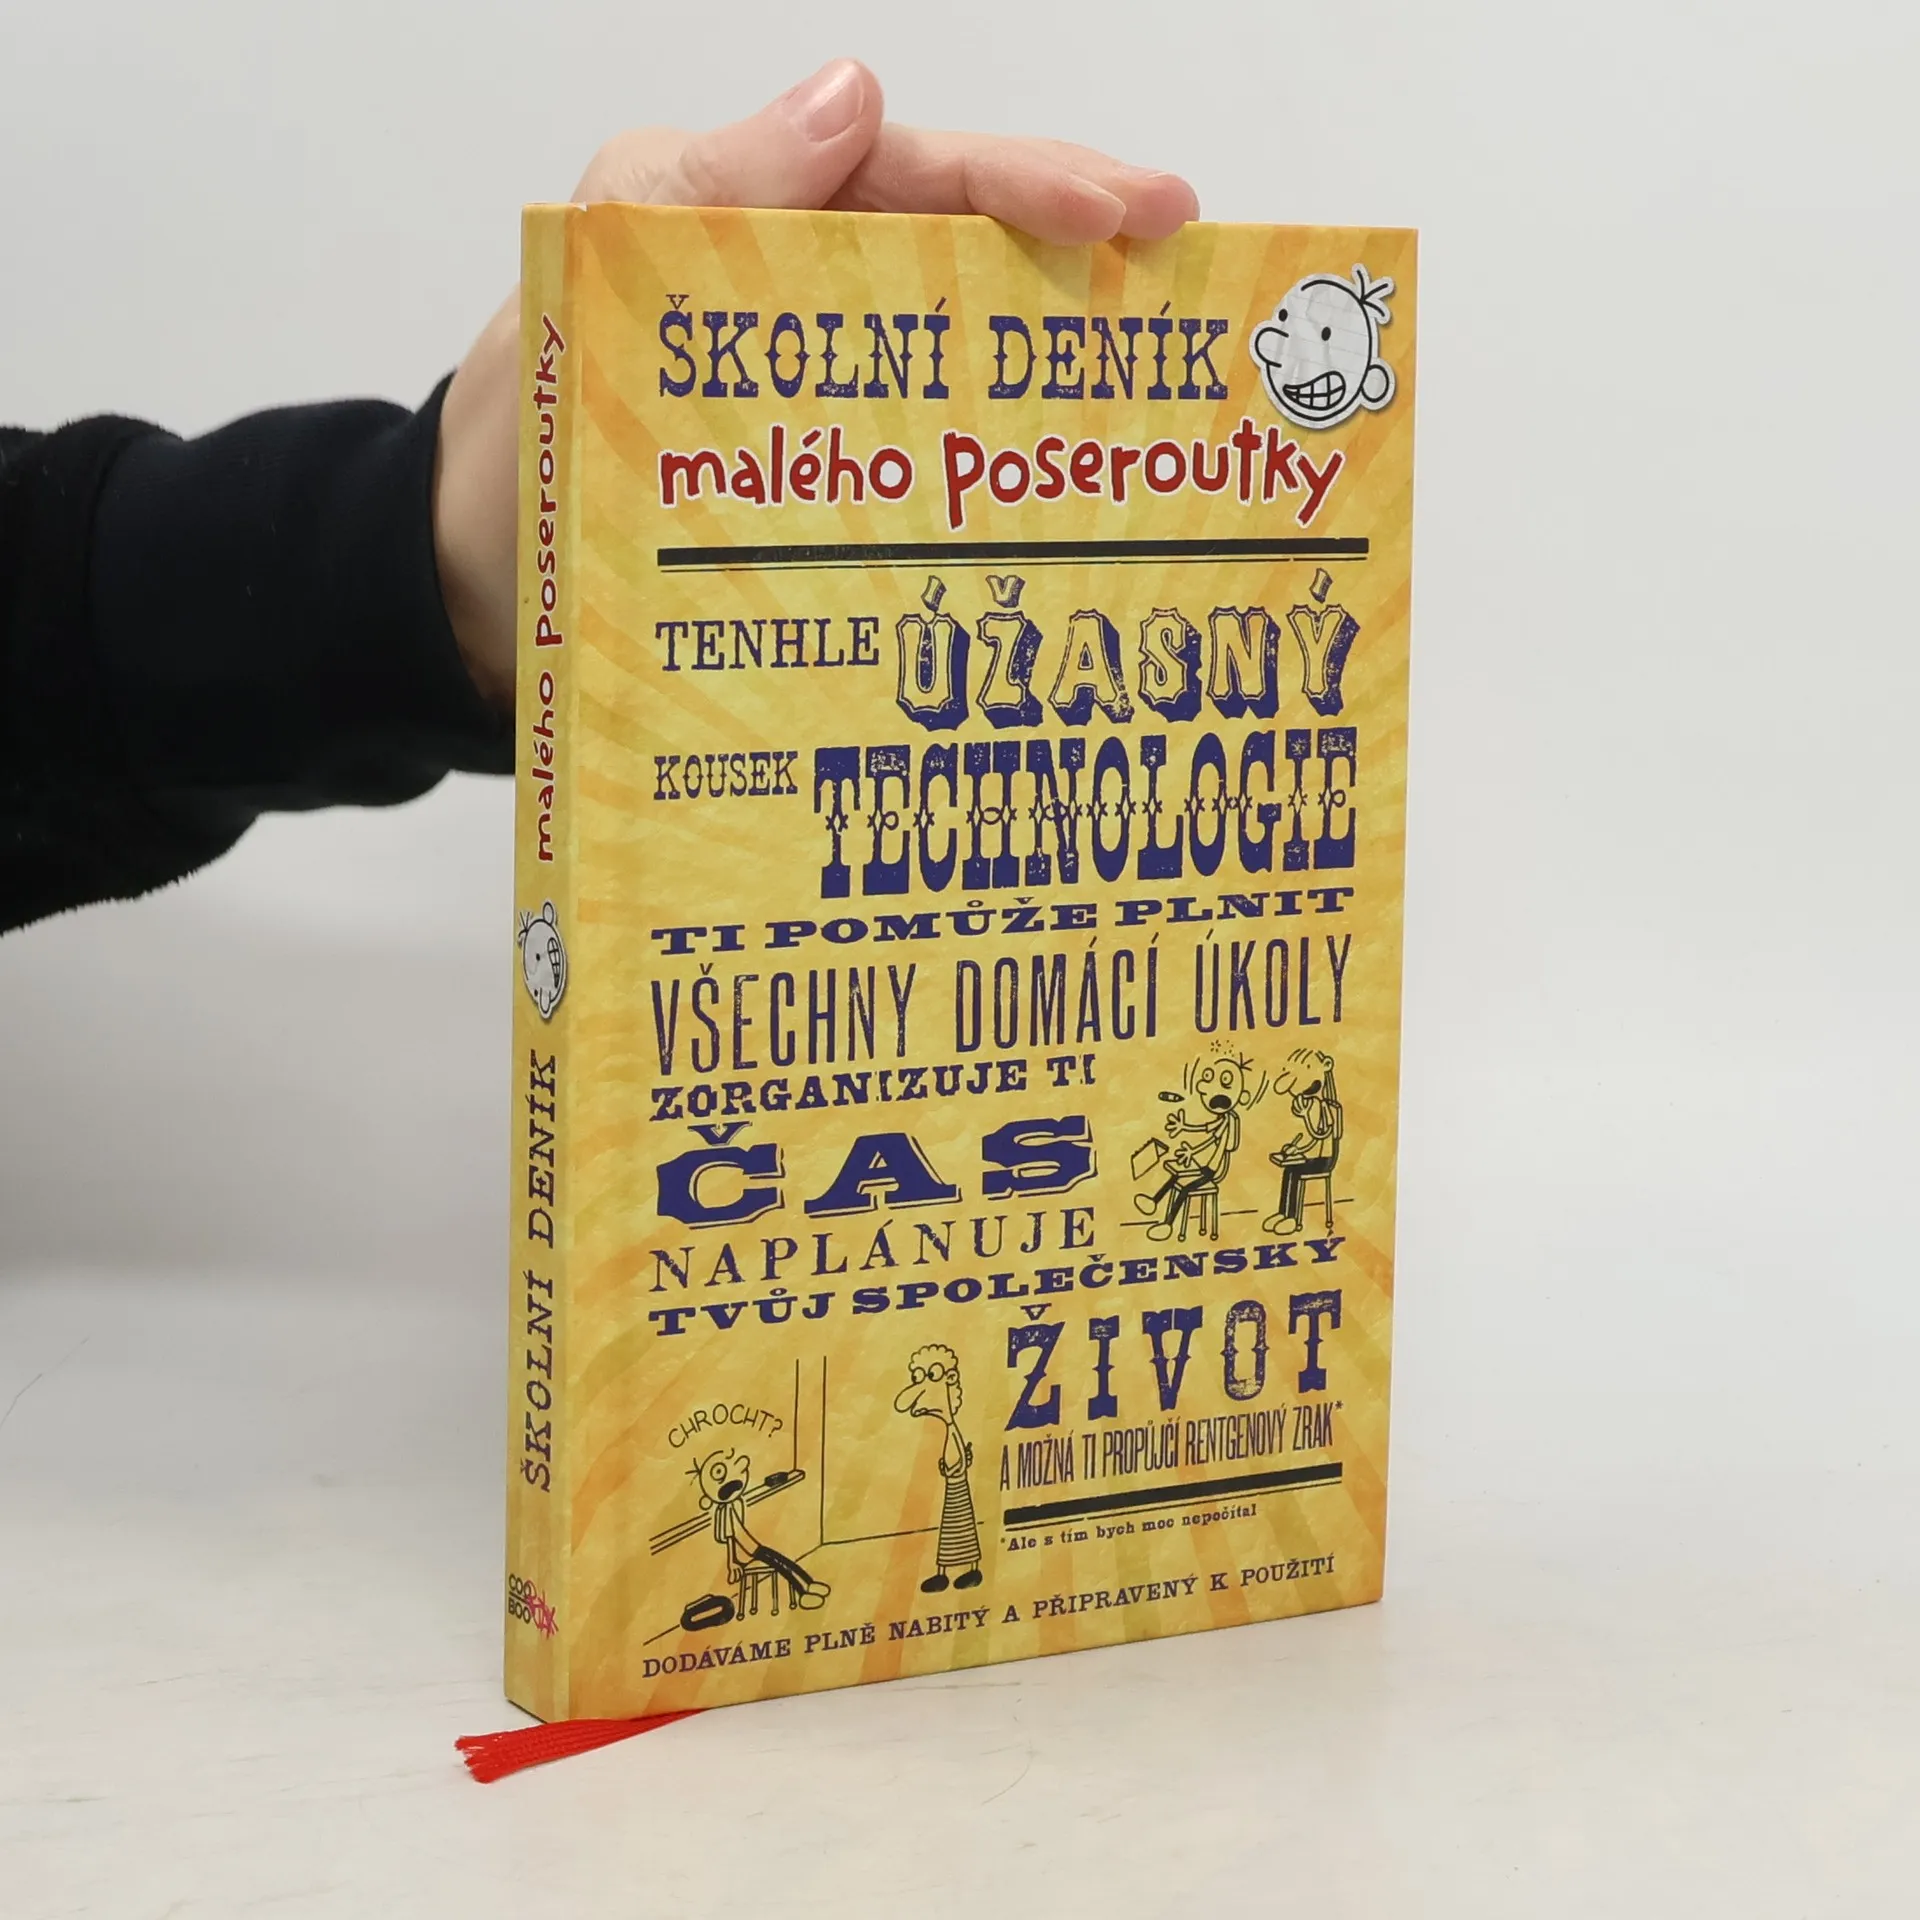 ŠKOLNÍ DENÍK
malého poseroutky
TENHLE ÚŽASNÝ
KOUSEK TECHNOLOGIE
TI POMŮŽE PLNIT
VŠECHNY DOMÁCÍ ÚKOLY
ZORGANIZUJE TI
ČAS
NAPLÁNUJE
TVŮJ SPOLEČENSKÝ
ŽIVOT
A MOŽNÁ TI PROPŮJČÍ RENTGENOVÝ ZRAK*
*Ale s tím bych moc nepočítal
CHROCHT?
DODÁVÁME PLNĚ NABITÝ A PŘIPRAVENÝ K POUŽITÍ
ŠKOLNÍ DENÍK malého poseroutky
COO
BOO